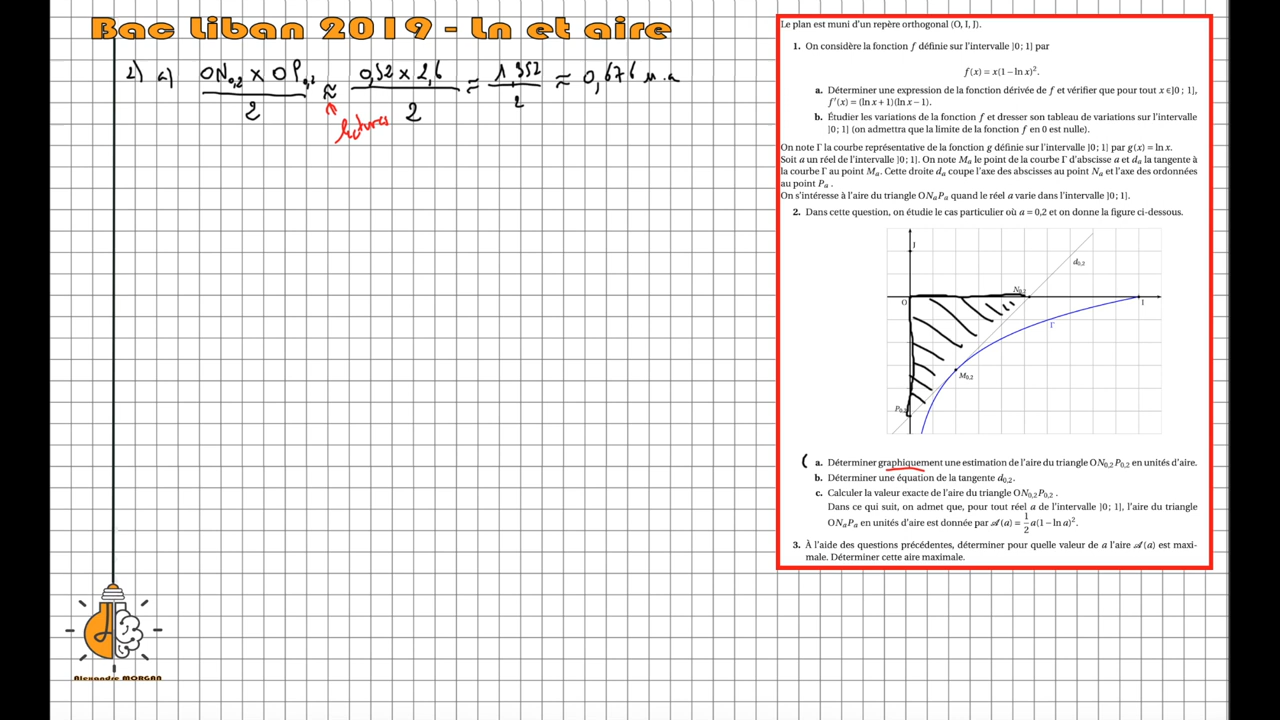 Bac Liban 2019 - Ln et aire
2) a) ON₀,₂ × OP₀,₂ / 2 ≈ 0,52 × 2,6 / 2 ≈ 1,352 / 2 ≈ 0,676 u.a
lectures
Le plan est muni d'un repère orthogonal (O, I, J).
1. On considère la fonction f définie sur l'intervalle ]0; 1] par
f(x) = x(1 − ln x)².
a. Déterminer une expression de la fonction dérivée de f et vérifier que pour tout x ∈]0; 1],
f′(x) = (ln x + 1)(ln x − 1).
b. Étudier les variations de la fonction f et dresser son tableau de variations sur l'intervalle
]0; 1] (on admettra que la limite de la fonction f en 0 est nulle).
On note Γ la courbe représentative de la fonction g définie sur l'intervalle ]0; 1] par g(x) = ln x.
Soit a un réel de l'intervalle ]0; 1]. On note Mₐ le point de la courbe Γ d'abscisse a et dₐ la tangente à
la courbe Γ au point Mₐ. Cette droite dₐ coupe l'axe des abscisses au point Nₐ et l'axe des ordonnées
au point Pₐ.
On s'intéresse à l'aire du triangle ONₐPₐ quand le réel a varie dans l'intervalle ]0; 1].
2. Dans cette question, on étudie le cas particulier où a = 0,2 et on donne la figure ci-dessous.
J
d₀,₂
N₀,₂
O
I
Γ
M₀,₂
P₀,₂
a. Déterminer graphiquement une estimation de l'aire du triangle ON₀,₂P₀,₂ en unités d'aire.
b. Déterminer une équation de la tangente d₀,₂.
c. Calculer la valeur exacte de l'aire du triangle ON₀,₂P₀,₂ .
Dans ce qui suit, on admet que, pour tout réel a de l'intervalle ]0; 1], l'aire du triangle
ONₐPₐ en unités d'aire est donnée par 𝒜(a) = 1/2 a(1 − ln a)².
3. À l'aide des questions précédentes, déterminer pour quelle valeur de a l'aire 𝒜(a) est maxi-
male. Déterminer cette aire maximale.
Alexandre MORGAN